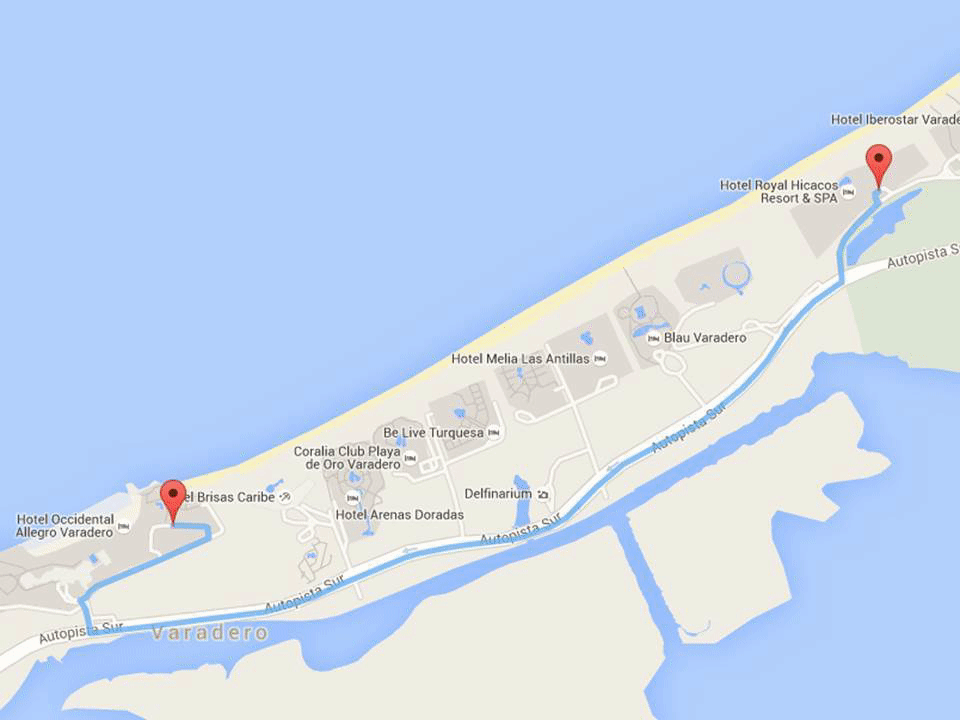 Hotel Iberostar Varade
Hotel Royal Hicacos
Resort & SPA
Autopista S
Blau Varadero
Hotel Melia Las Antillas
Autopista Sur
Be Live Turquesa
Coralia Club Playa
de Oro Varadero
Delfinarium
el Brisas Caribe
Hotel Arenas Doradas
Hotel Occidental
Allegro Varadero
Autopista Sur
Autopista Sur
Autopista Sur
Varadero